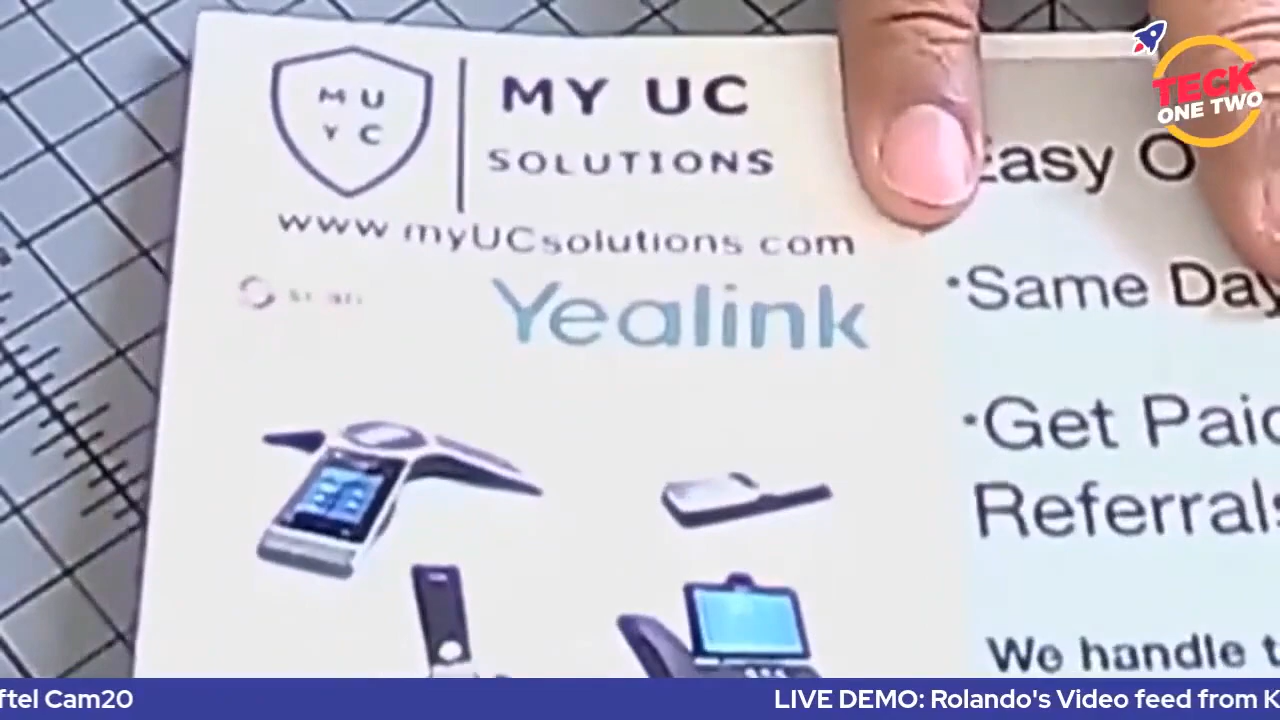 M U
Y C
MY UC
SOLUTIONS
www myUCsolutions com
Yealink
Easy O
•Same Day
•Get Paid
Referrals
We handle t
TECK
ONE TWO
ftel Cam20
LIVE DEMO: Rolando's Video feed from K